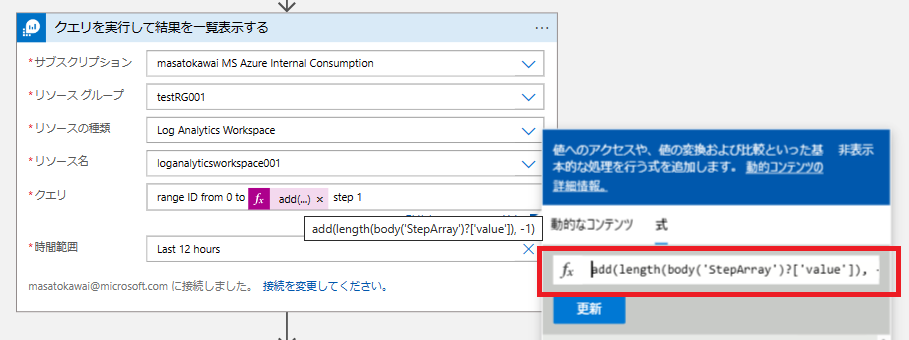 クエリを実行して結果を一覧表示する
*サブスクリプション
masatokawai MS Azure Internal Consumption
*リソース グループ
testRG001
*リソースの種類
Log Analytics Workspace
*リソース名
loganalyticsworkspace001
*クエリ
range ID from 0 to fx add(...) × step 1
add(length(body('StepArray')?['value']), -1)
*時間範囲
Last 12 hours
masatokawai@microsoft.com に接続しました。 接続を変更してください。
値へのアクセスや、値の変換および比較といった基 非表示
本的な処理を行う式を追加します。 動的コンテンツの
詳細情報。
動的なコンテンツ 式
fx add(length(body('StepArray')?['value']), -
更新